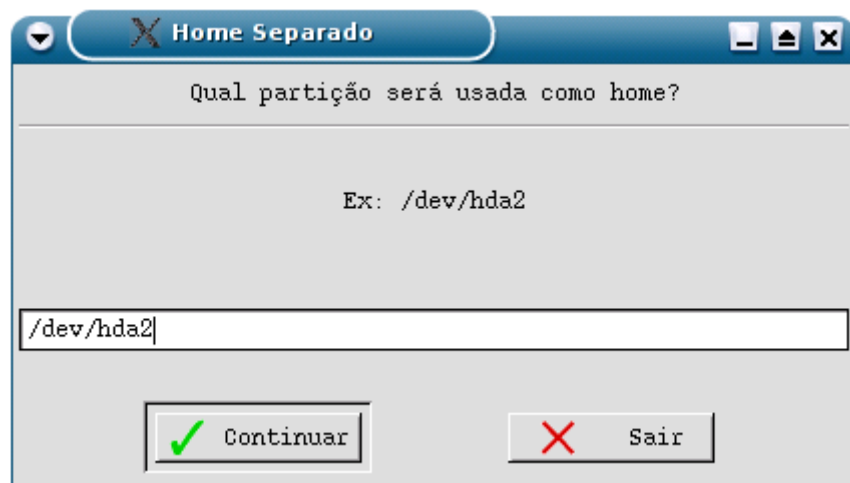 Home Separado
Qual partição será usada como home?
Ex: /dev/hda2
/dev/hda2
Continuar
Sair